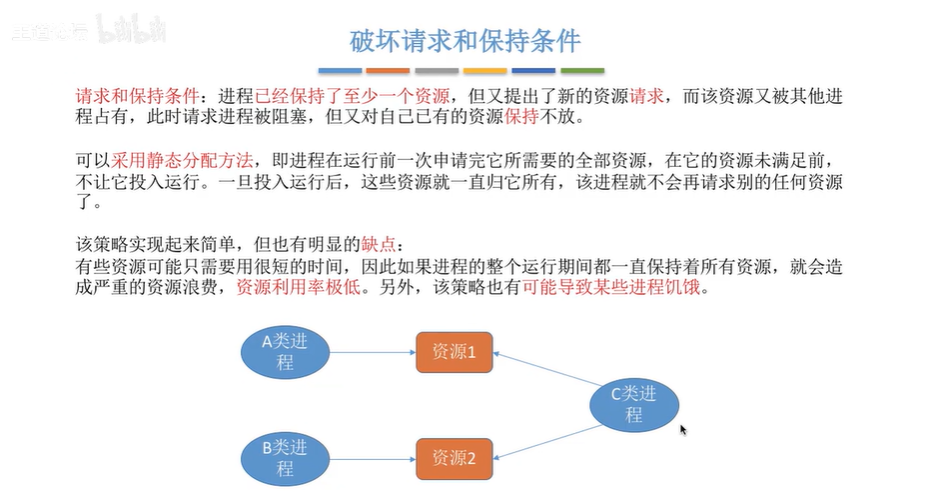 王道论坛 bilibili
破坏请求和保持条件
请求和保持条件：进程已经保持了至少一个资源，但又提出了新的资源请求，而该资源又被其他进
程占有，此时请求进程被阻塞，但又对自己已有的资源保持不放。
可以采用静态分配方法，即进程在运行前一次申请完它所需要的全部资源，在它的资源未满足前，
不让它投入运行。一旦投入运行后，这些资源就一直归它所有，该进程就不会再请求别的任何资源
了。
该策略实现起来简单，但也有明显的缺点：
有些资源可能只需要用很短的时间，因此如果进程的整个运行期间都一直保持着所有资源，就会造
成严重的资源浪费，资源利用率极低。另外，该策略也有可能导致某些进程饥饿。
A类进
程
资源1
C类进
程
B类进
程
资源2